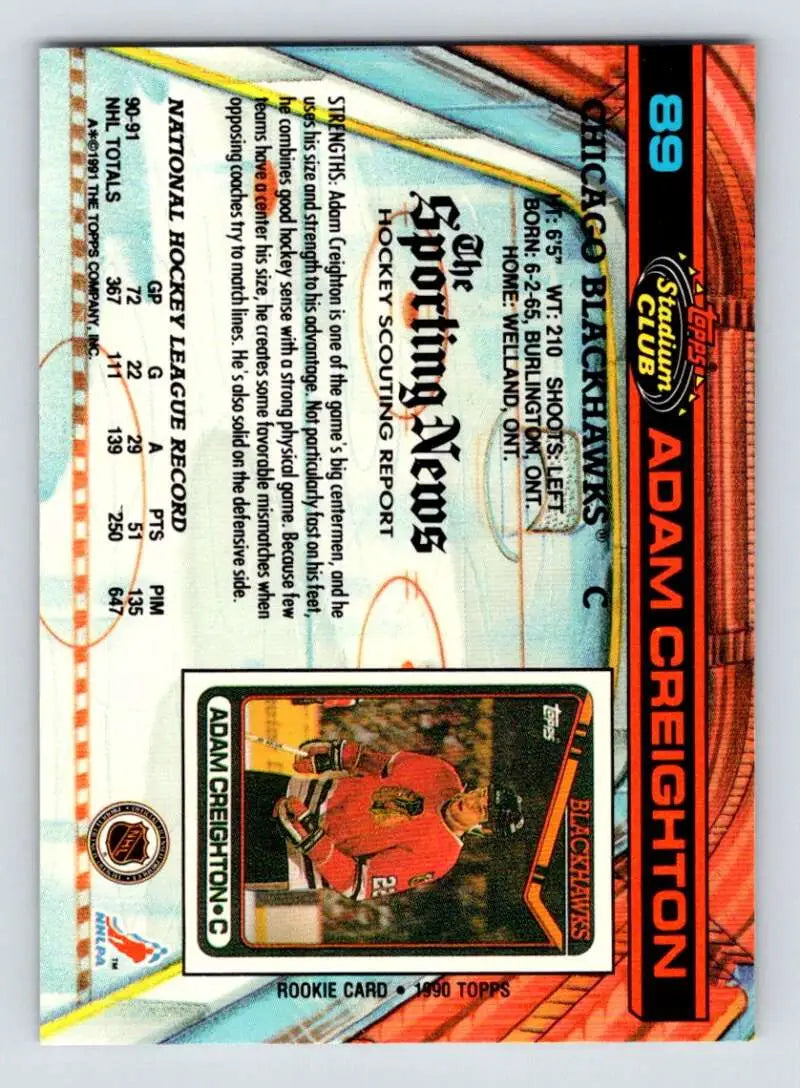 89
topps
Stadium
CLUB
ADAM CREIGHTON
CHICAGO BLACKHAWKS® C
HT: 6'5" WT: 210 SHOOTS: LEFT
BORN: 6-2-65, BURLINGTON, ONT.
HOME: WELLAND, ONT.
The
Sporting News
HOCKEY SCOUTING REPORT
STRENGTHS: Adam Creighton is one of the game's big centermen, and he
uses his size and strength to his advantage. Not particularly fast on his feet,
he combines good hockey sense with a strong physical game. Because few
teams have a center his size, he creates some favorable mismatches when
opposing coaches try to match lines. He's also solid on the defensive side.
NATIONAL HOCKEY LEAGUE RECORD
GP G A PTS PIM
90-91 72 22 29 51 135
NHL TOTALS 367 111 139 250 647
A*©1991 THE TOPPS COMPANY, INC.
topps
BLACKHAWKS
ADAM CREIGHTON • C
ROOKIE CARD • 1990 TOPPS
NHL
NHLPA
™